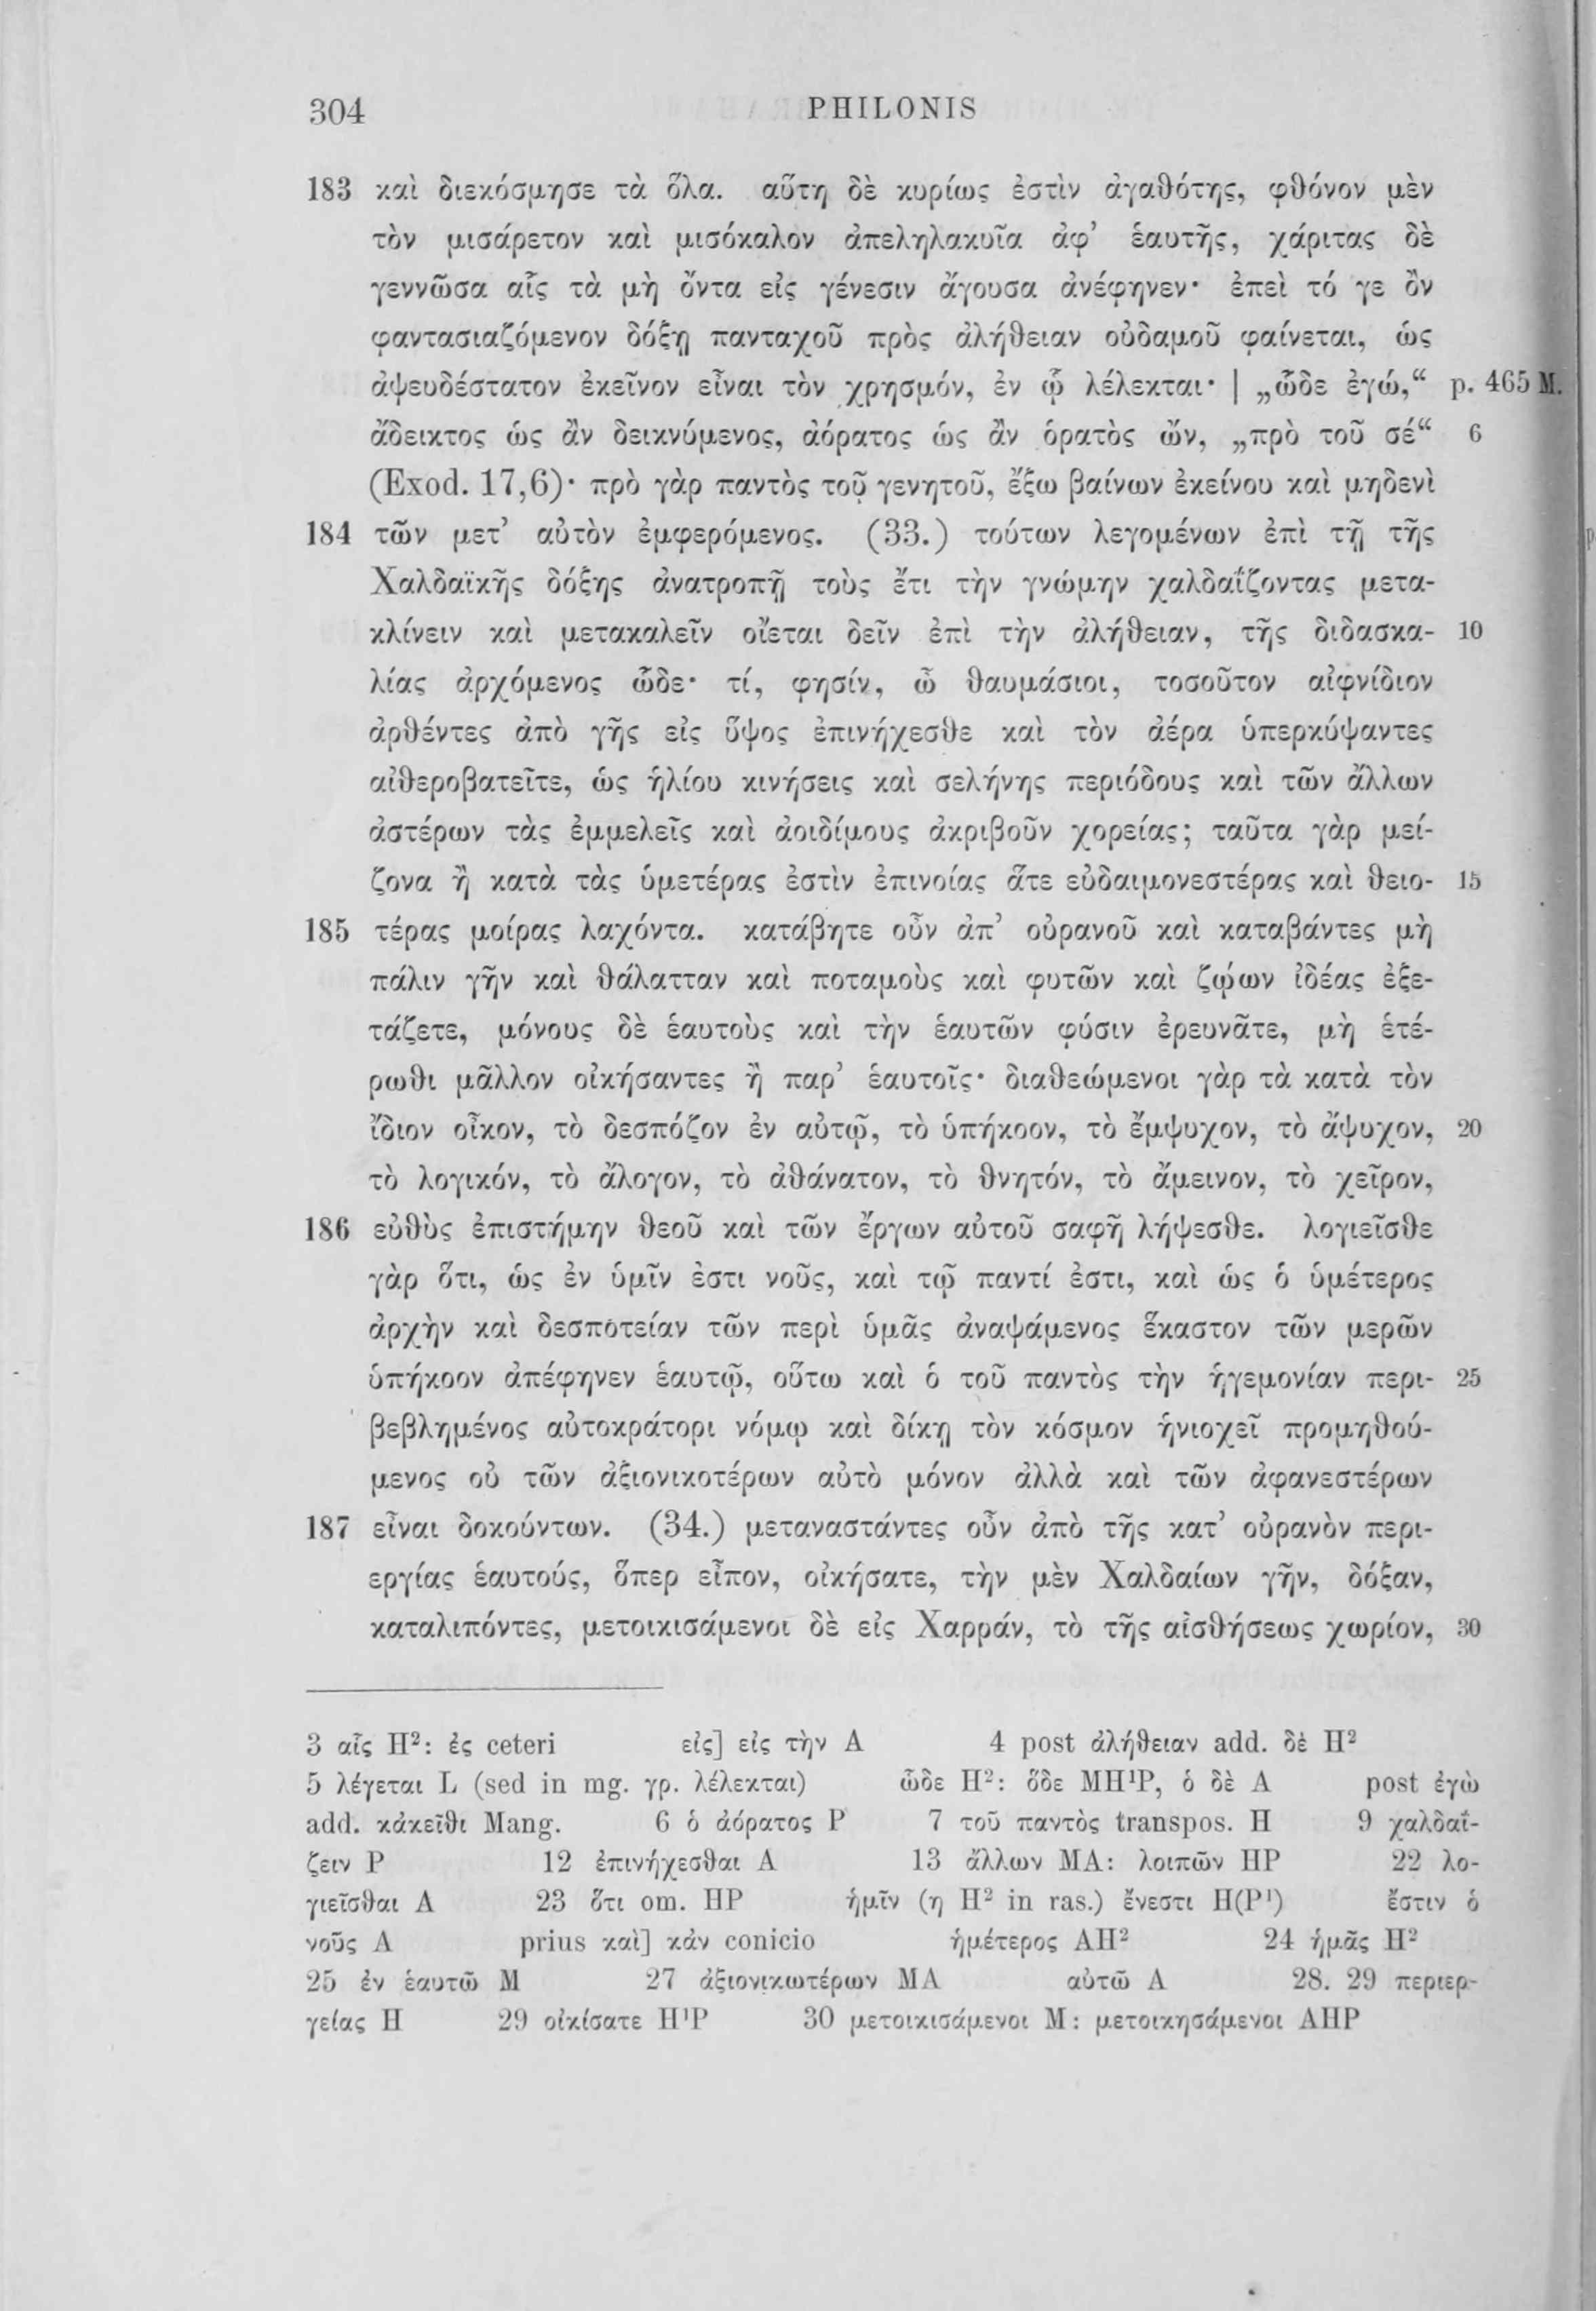 304 PHILONIS
183 καὶ διεκόσμησε τὰ ὅλα. αὕτη δὲ κυρίως ἐστὶν ἀγαθότης, φθόνον μὲν
τὸν μισάρετον καὶ μισόκαλον ἀπεληλακυῖα ἀφ’ ἑαυτῆς, χάριτας δὲ
γεννῶσα αἷς τὰ μὴ ὄντα εἰς γένεσιν ἄγουσα ἀνέφηνεν· ἐπεὶ τό γε ὂν
φαντασιαζόμενον δόξῃ πανταχοῦ πρὸς ἀλήθειαν οὐδαμοῦ φαίνεται, ὡς
ἀψευδέστατον ἐκεῖνον εἶναι τὸν χρησμόν, ἐν ᾧ λέλεκται· | „ὧδε ἐγώ,“ p. 465 M.
ἄδεικτος ὡς ἂν δεικνύμενος, ἀόρατος ὡς ἂν ὁρατὸς ὤν, „πρὸ τοῦ σέ“ 6
(Exod. 17,6)· πρὸ γὰρ παντὸς τοῦ γενητοῦ, ἔξω βαίνων ἐκείνου καὶ μηδενὶ
184 τῶν μετ’ αὐτὸν ἐμφερόμενος. (33.) τούτων λεγομένων ἐπὶ τῇ τῆς
Χαλδαϊκῆς δόξης ἀνατροπῇ τοὺς ἔτι τὴν γνώμην χαλδαΐζοντας μετα-
κλίνειν καὶ μετακαλεῖν οἴεται δεῖν ἐπὶ τὴν ἀλήθειαν, τῆς διδασκα- 10
λίας ἀρχόμενος ὧδε· τί, φησίν, ὦ θαυμάσιοι, τοσοῦτον αἰφνίδιον
ἀρθέντες ἀπὸ γῆς εἰς ὕψος ἐπινήχεσθε καὶ τὸν ἀέρα ὑπερκύψαντες
αἰθεροβατεῖτε, ὡς ἡλίου κινήσεις καὶ σελήνης περιόδους καὶ τῶν ἄλλων
ἀστέρων τὰς ἐμμελεῖς καὶ ἀοιδίμους ἀκριβοῦν χορείας; ταῦτα γὰρ μεί-
ζονα ἢ κατὰ τὰς ὑμετέρας ἐστὶν ἐπινοίας ἅτε εὐδαιμονεστέρας καὶ θειο- 15
185 τέρας μοίρας λαχόντα. κατάβητε οὖν ἀπ’ οὐρανοῦ καὶ καταβάντες μὴ
πάλιν γῆν καὶ θάλατταν καὶ ποταμοὺς καὶ φυτῶν καὶ ζῴων ἰδέας ἐξε-
τάζετε, μόνους δὲ ἑαυτοὺς καὶ τὴν ἑαυτῶν φύσιν ἐρευνᾶτε, μὴ ἑτέ-
ρωθι μᾶλλον οἰκήσαντες ἢ παρ’ ἑαυτοῖς· διαθεώμενοι γὰρ τὰ κατὰ τὸν
ἴδιον οἶκον, τὸ δεσπόζον ἐν αὐτῷ, τὸ ὑπήκοον, τὸ ἔμψυχον, τὸ ἄψυχον, 20
τὸ λογικόν, τὸ ἄλογον, τὸ ἀθάνατον, τὸ θνητόν, τὸ ἄμεινον, τὸ χεῖρον,
186 εὐθὺς ἐπιστήμην θεοῦ καὶ τῶν ἔργων αὐτοῦ σαφῆ λήψεσθε. λογιεῖσθε
γὰρ ὅτι, ὡς ἐν ὑμῖν ἐστι νοῦς, καὶ τῷ παντί ἐστι, καὶ ὡς ὁ ὑμέτερος
ἀρχὴν καὶ δεσποτείαν τῶν περὶ ὑμᾶς ἀναψάμενος ἕκαστον τῶν μερῶν
ὑπήκοον ἀπέφηνεν ἑαυτῷ, οὕτω καὶ ὁ τοῦ παντὸς τὴν ἡγεμονίαν περι- 25
βεβλημένος αὐτοκράτορι νόμῳ καὶ δίκῃ τὸν κόσμον ἡνιοχεῖ προμηθού-
μενος οὐ τῶν ἀξιονικοτέρων αὐτὸ μόνον ἀλλὰ καὶ τῶν ἀφανεστέρων
187 εἶναι δοκούντων. (34.) μεταναστάντες οὖν ἀπὸ τῆς κατ’ οὐρανὸν περι-
εργίας ἑαυτούς, ὅπερ εἶπον, οἰκήσατε, τὴν μὲν Χαλδαίων γῆν, δόξαν,
καταλιπόντες, μετοικισάμενοι δὲ εἰς Χαρράν, τὸ τῆς αἰσθήσεως χωρίον, 30
3 αἷς H²: ἐς ceteri εἰς] εἰς τὴν A 4 post ἀλήθειαν add. δὲ H²
5 λέγεται L (sed in mg. γρ. λέλεκται) ὧδε H²: ὅδε MH¹P, ὁ δὲ A post ἐγὼ
add. κἀκεῖθι Mang. 6 ὁ ἀόρατος P 7 τοῦ παντὸς transpos. H 9 χαλδαΐ-
ζειν P 12 ἐπινήχεσθαι A 13 ἄλλων MA: λοιπῶν HP 22 λο-
γιεῖσθαι A 23 ὅτι om. HP ἡμῖν (η H² in ras.) ἔνεστι H(P¹) ἔστιν ὁ
νοῦς A prius καὶ] κἀν conicio ἡμέτερος AH² 24 ἡμᾶς H²
25 ἐν ἑαυτῶ M 27 ἀξιονικωτέρων MA αὐτῶ A 28. 29 περιερ-
γείας H 29 οἰκίσατε H¹P 30 μετοικισάμενοι M: μετοικησάμενοι AHP